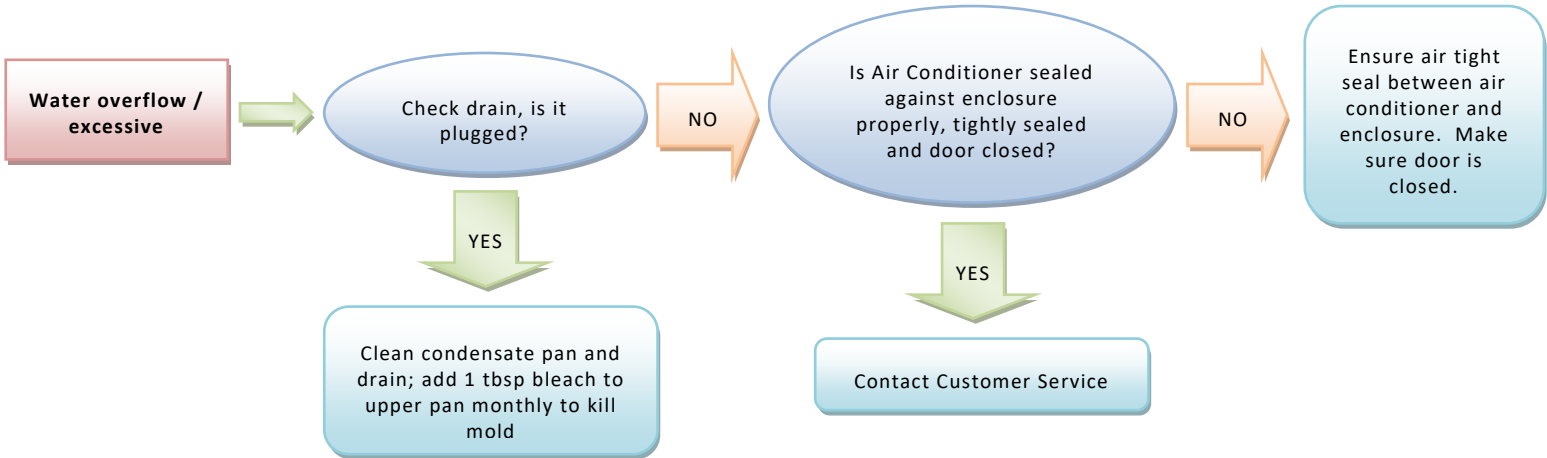 Water overflow /
excessive
Check drain, is it
plugged?
NO
Is Air Conditioner sealed
against enclosure
properly, tightly sealed
and door closed?
NO
Ensure air tight
seal between air
conditioner and
enclosure.  Make
sure door is
closed.
YES
Clean condensate pan and
drain; add 1 tbsp bleach to
upper pan monthly to kill
mold
YES
Contact Customer Service